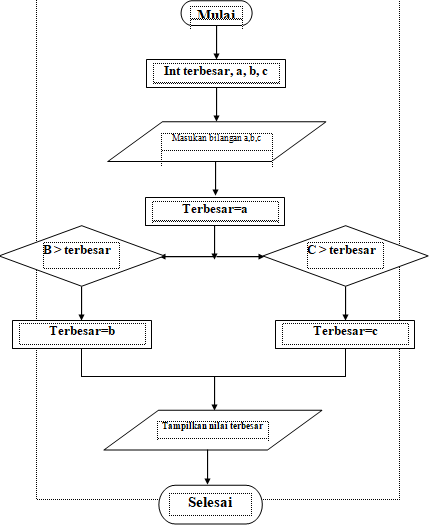 Mulai
Int terbesar, a, b, c
Masukan bilangan a,b,c
Terbesar=a
B > terbesar
C > terbesar
Terbesar=b
Terbesar=c
Tampilkan nilai terbesar
Selesai